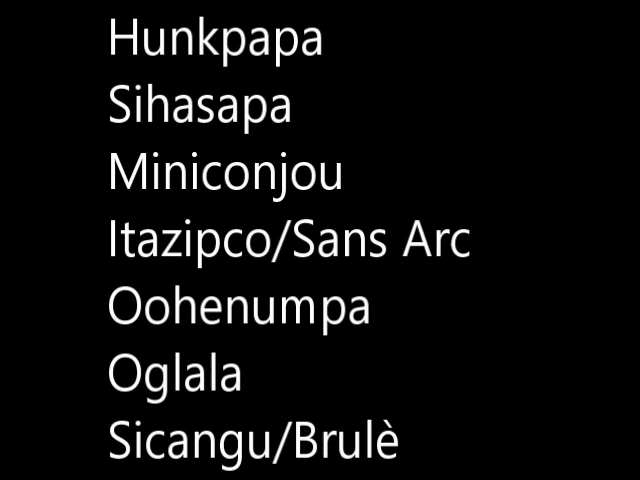 Hunkpapa
Sihasapa
Miniconjou
Itazipco/Sans Arc
Oohenumpa
Oglala
Sicangu/Brulè